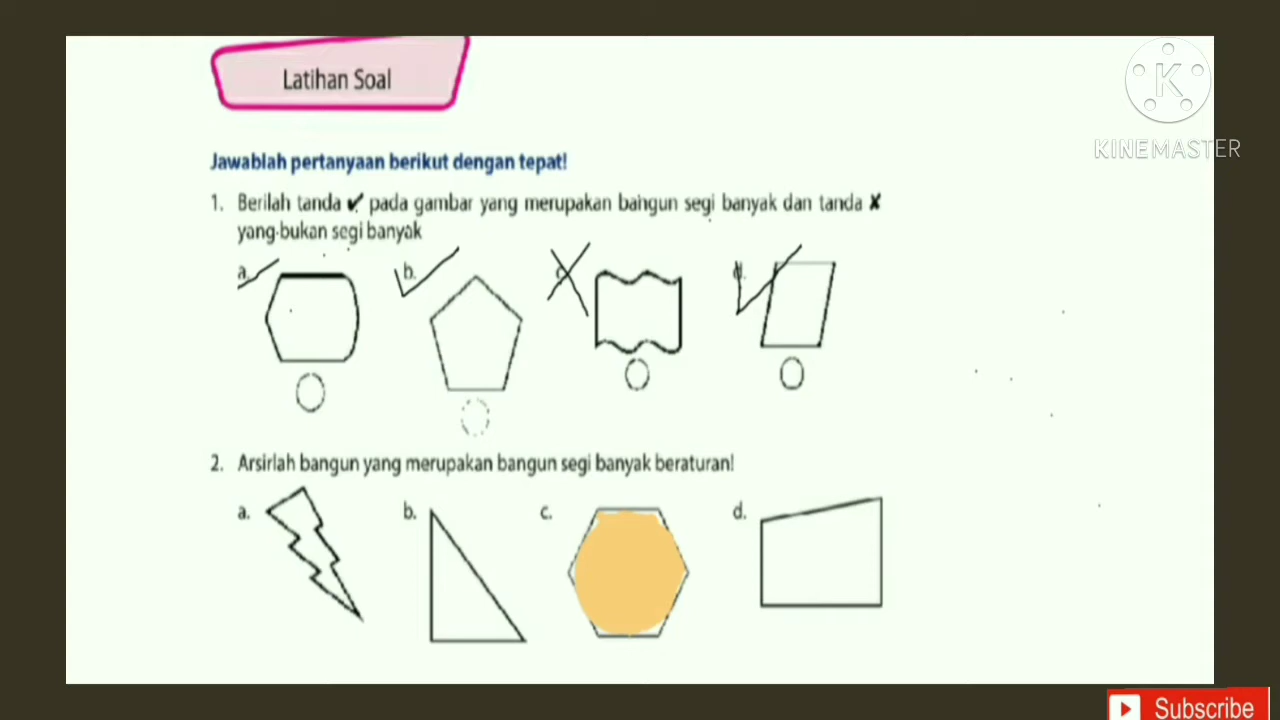 Latihan Soal
KINEMASTER
Jawablah pertanyaan berikut dengan tepat!
1. Berilah tanda ✔ pada gambar yang merupakan bangun segi banyak dan tanda ✘
yang bukan segi banyak
a. b. d.
2. Arsirlah bangun yang merupakan bangun segi banyak beraturan!
a. b. c. d.
Subscribe